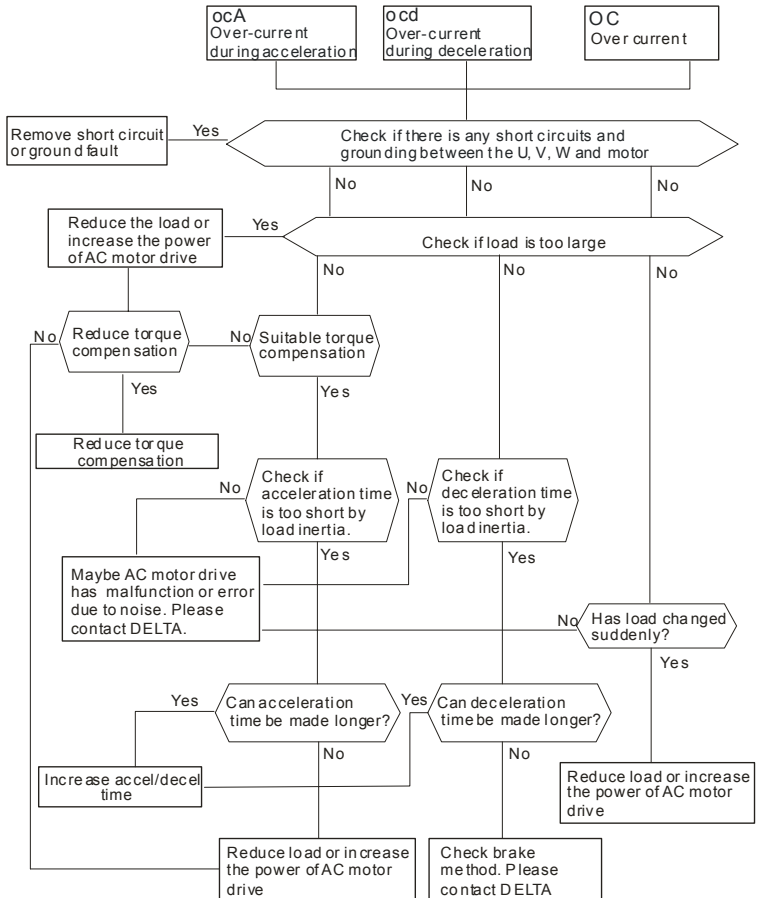 ocA
Over-current
during acceleration
ocd
Over-current
during deceleration
OC
Over current
Remove short circuit
or ground fault
Yes
Check if there is any short circuits and
grounding between the U, V, W and motor
No
No
No
Reduce the load or
increase the power
of AC motor drive
Yes
Check if load is too large
No
No
No
No
Reduce torque
compensation
No
Suitable torque
compensation
Yes
Yes
Reduce torque
compensation
No
Check if
acceleration time
is too short by
load inertia.
No
Check if
deceleration time
is too short by
load inertia.
Yes
Yes
Maybe AC motor drive
has malfunction or error
due to noise. Please
contact DELTA.
No
Has load changed
suddenly?
Yes
Yes
Can acceleration
time be made longer?
Yes
Can deceleration
time be made longer?
No
No
Increase accel/decel
time
Reduce load or increase
the power of AC motor
drive
Reduce load or increase
the power of AC motor
drive
Check brake
method. Please
contact DELTA